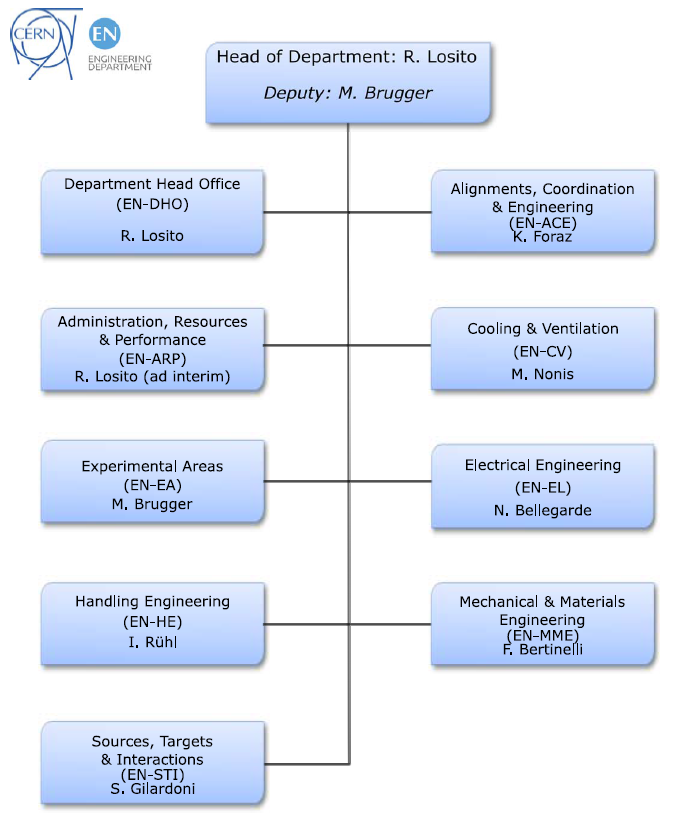 CERN
EN
ENGINEERING
DEPARTMENT
Head of Department: R. Losito
Deputy: M. Brugger
Department Head Office
(EN-DHO)
R. Losito
Alignments, Coordination
& Engineering
(EN-ACE)
K. Foraz
Administration, Resources
& Performance
(EN-ARP)
R. Losito (ad interim)
Cooling & Ventilation
(EN-CV)
M. Nonis
Experimental Areas
(EN-EA)
M. Brugger
Electrical Engineering
(EN-EL)
N. Bellegarde
Handling Engineering
(EN-HE)
I. Rühl
Mechanical & Materials
Engineering
(EN-MME)
F. Bertinelli
Sources, Targets
& Interactions
(EN-STI)
S. Gilardoni